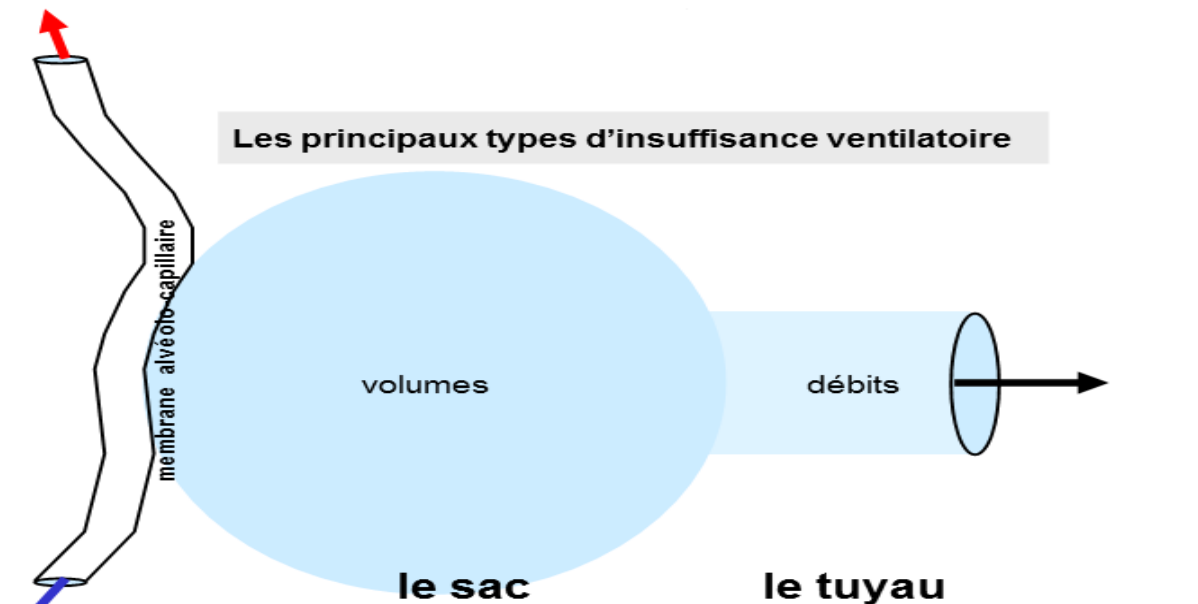 Les principaux types d’insuffisance ventilatoire
membrane alvéolo-capillaire
volumes
débits
le sac
le tuyau